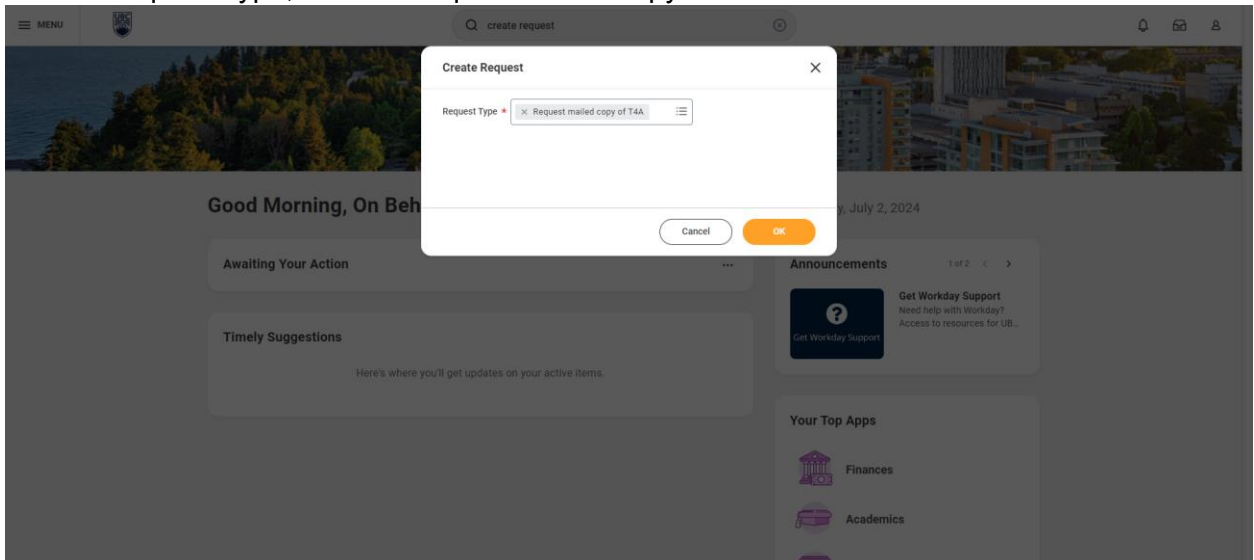 MENU
create request
Create Request
Request Type * × Request mailed copy of T4A
Cancel OK
Good Morning, On Beh
y, July 2, 2024
Awaiting Your Action
Announcements 1 of 2
Get Workday Support
Need help with Workday?
Access to resources for UB...
Get Workday Support
Timely Suggestions
Here's where you'll get updates on your active items.
Your Top Apps
Finances
Academics